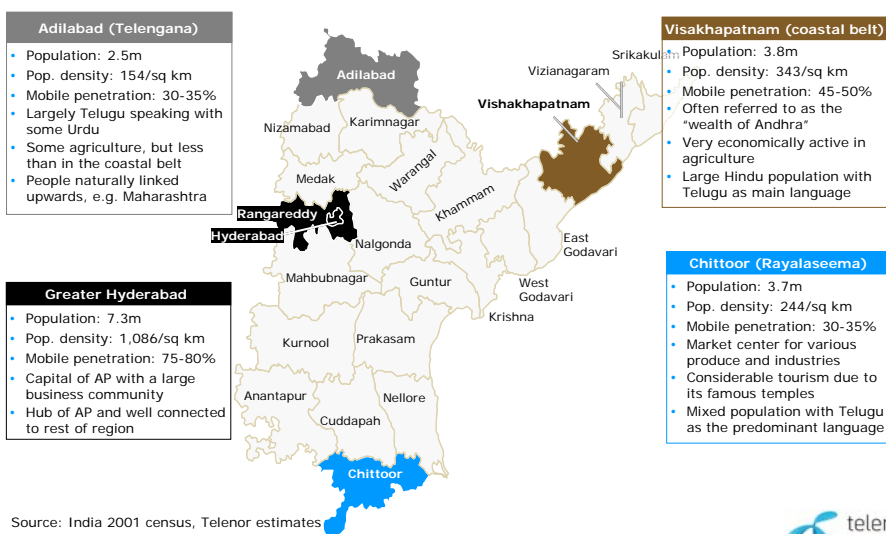 Adilabad (Telengana)
• Population: 2.5m
• Pop. density: 154/sq km
• Mobile penetration: 30-35%
• Largely Telugu speaking with
some Urdu
• Some agriculture, but less
than in the coastal belt
• People naturally linked
upwards, e.g. Maharashtra
Greater Hyderabad
• Population: 7.3m
• Pop. density: 1,086/sq km
• Mobile penetration: 75-80%
• Capital of AP with a large
business community
• Hub of AP and well connected
to rest of region
Adilabad
Nizamabad
Karimnagar
Warangal
Medak
Khammam
Rangareddy
Hyderabad
Nalgonda
Mahbubnagar
Guntur
Kurnool
Prakasam
Anantapur
Nellore
Cuddapah
Chittoor
Srikakulam
Vizianagaram
Vishakhapatnam
East
Godavari
West
Godavari
Krishna
Visakhapatnam (coastal belt)
• Population: 3.8m
• Pop. density: 343/sq km
• Mobile penetration: 45-50%
• Often referred to as the
“wealth of Andhra”
• Very economically active in
agriculture
• Large Hindu population with
Telugu as main language
Chittoor (Rayalaseema)
• Population: 3.7m
• Pop. density: 244/sq km
• Mobile penetration: 30-35%
• Market center for various
produce and industries
• Considerable tourism due to
its famous temples
• Mixed population with Telugu
as the predominant language
Source: India 2001 census, Telenor estimates